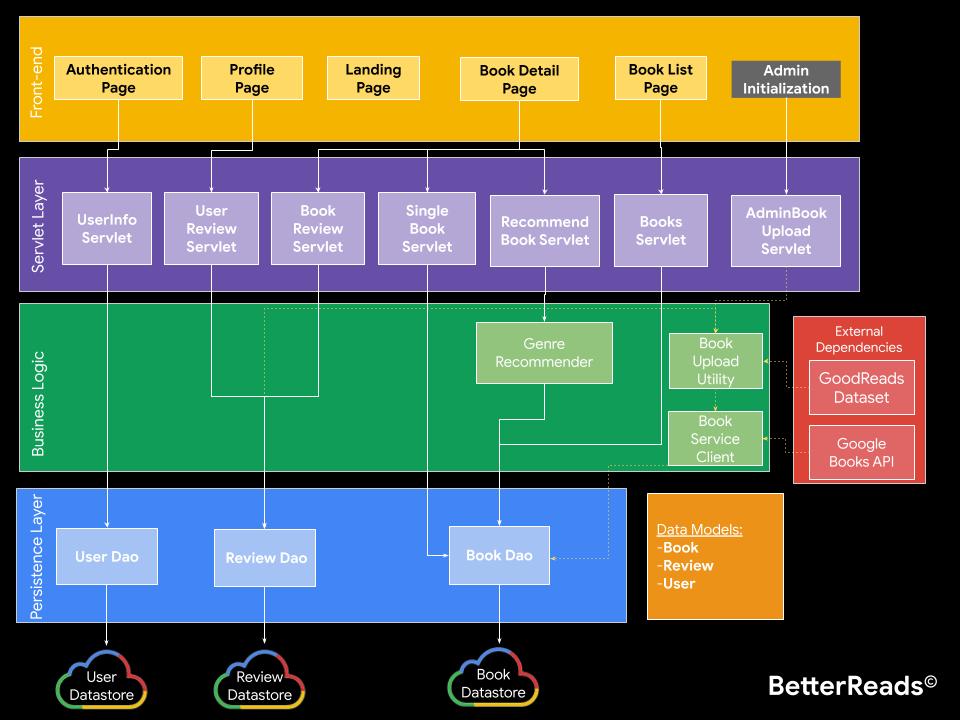 Front-end
Authentication
Page
Profile
Page
Landing
Page
Book Detail
Page
Book List
Page
Admin
Initialization
Servlet Layer
UserInfo
Servlet
User
Review
Servlet
Book
Review
Servlet
Single
Book
Servlet
Recommend
Book Servlet
Books
Servlet
AdminBook
Upload
Servlet
Business Logic
Genre
Recommender
Book
Upload
Utility
Book
Service
Client
External
Dependencies
GoodReads
Dataset
Google
Books API
Persistence Layer
User Dao
Review Dao
Book Dao
Data Models:
-Book
-Review
-User
User
Datastore
Review
Datastore
Book
Datastore
BetterReads©